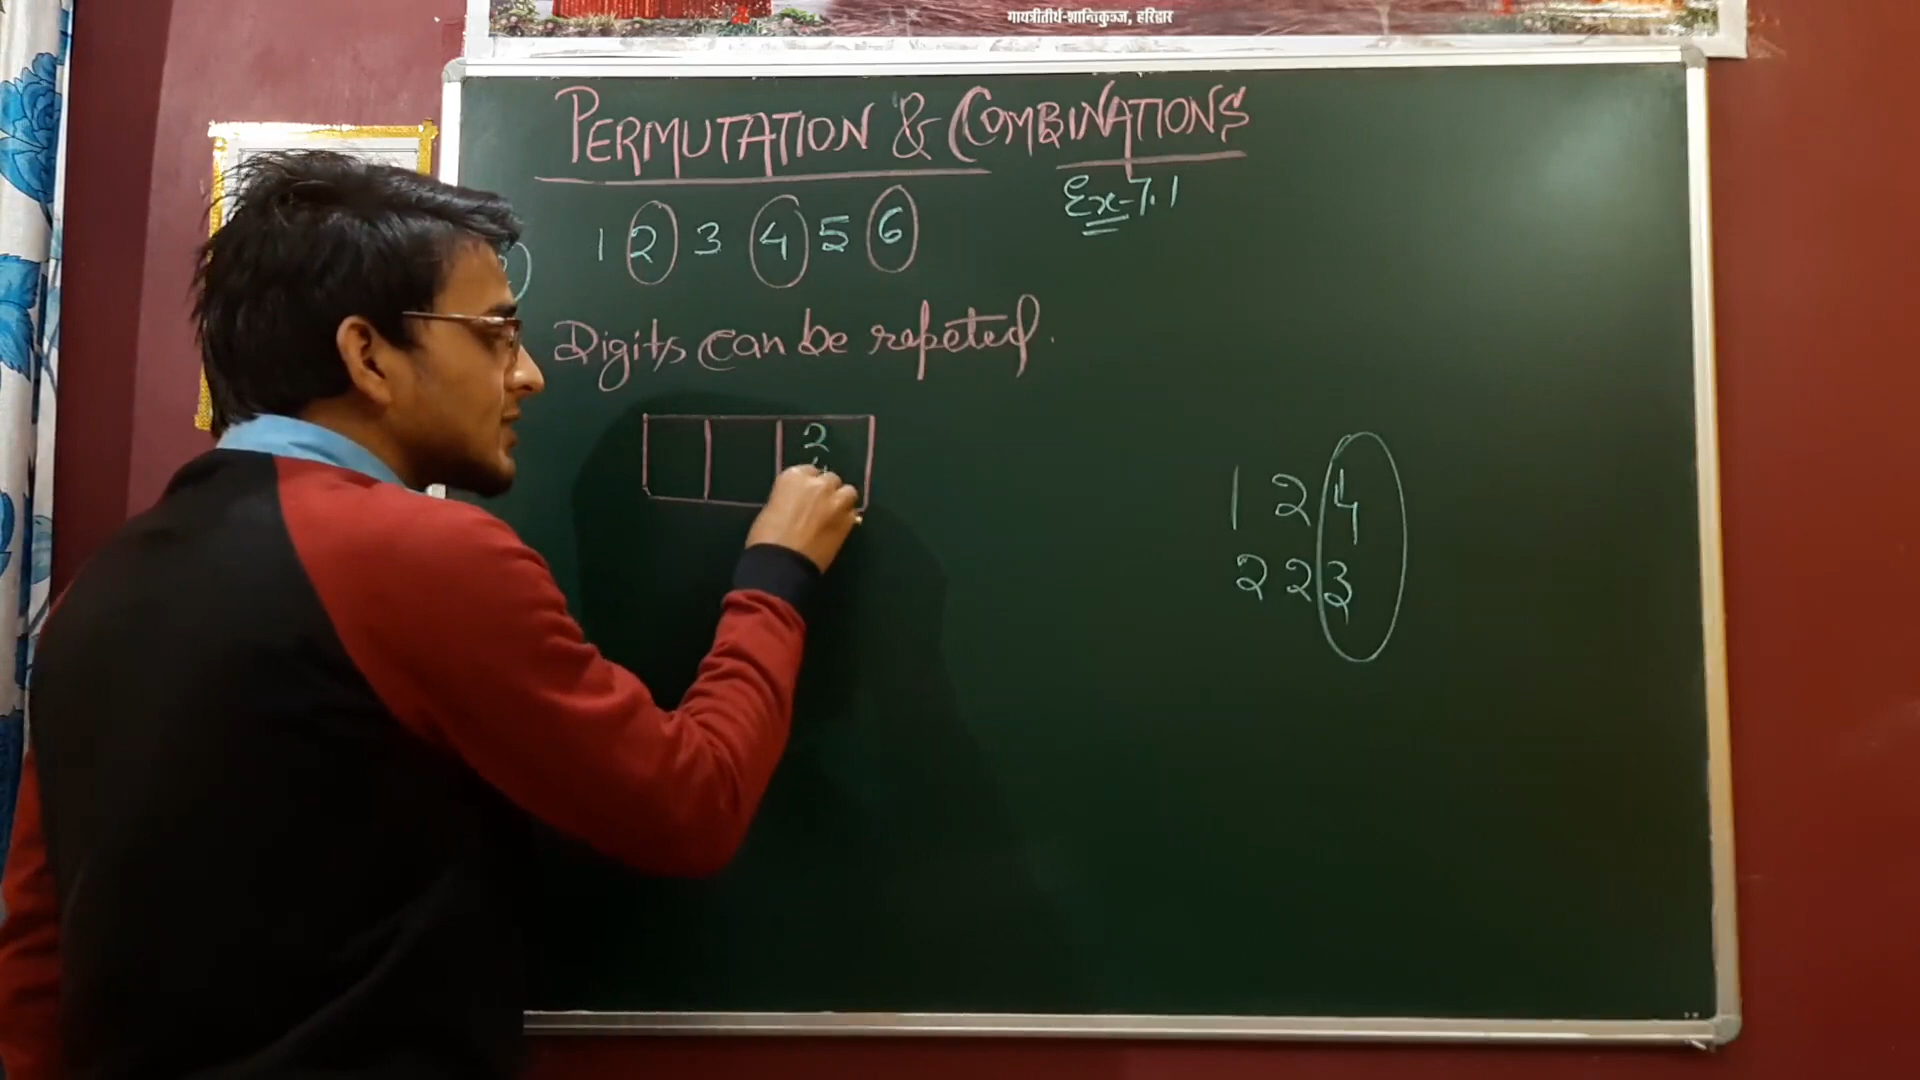 गायत्रीतीर्थ-शान्तिकुञ्ज, हरिद्वार
PERMUTATION & COMBINATIONS
Ex-7.1
1 2 3 4 5 6
Digits can be repeted.
2
4
1 2 4
2 2 3